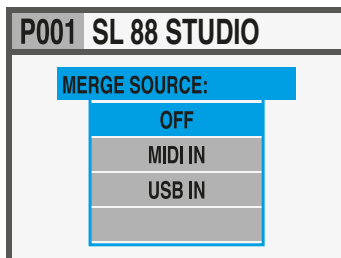 P001 SL 88 STUDIO
MERGE SOURCE:
OFF
MIDI IN
USB IN